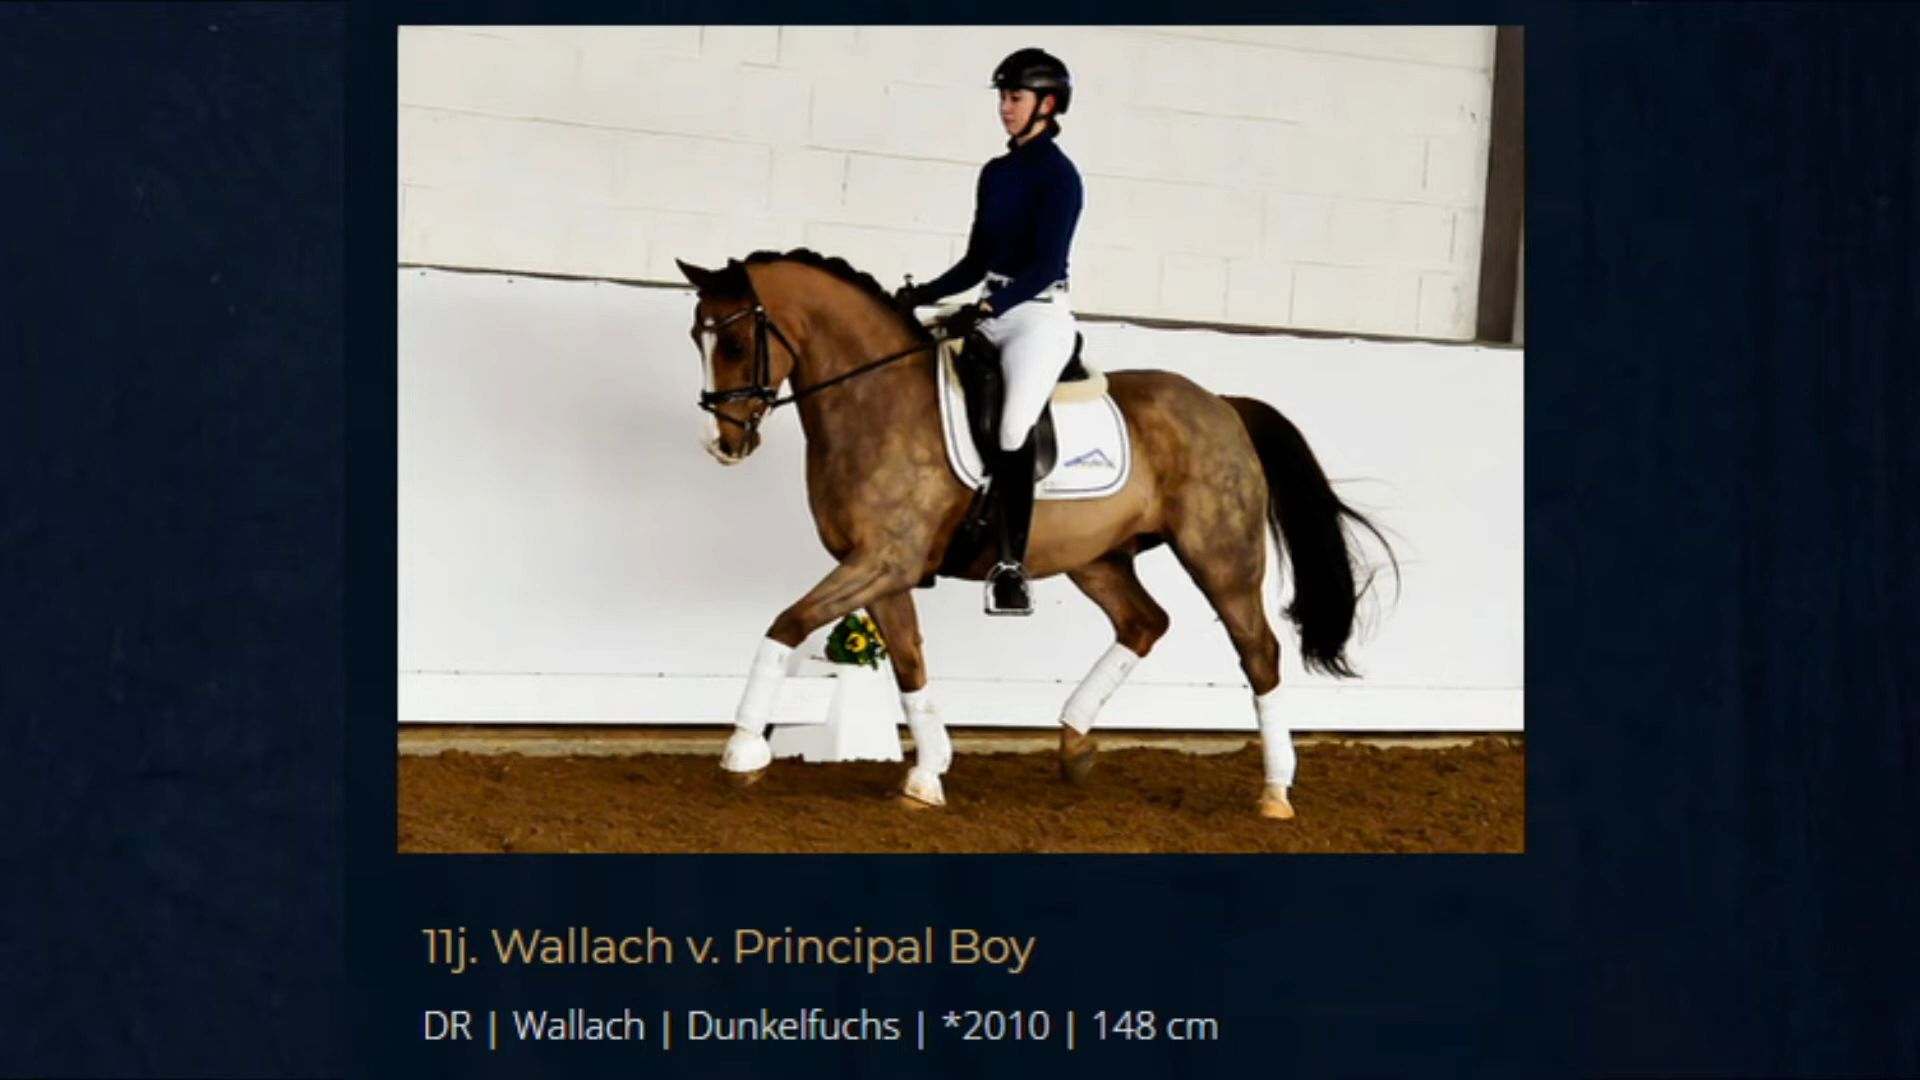 11j. Wallach v. Principal Boy
DR | Wallach | Dunkelfuchs | *2010 | 148 cm